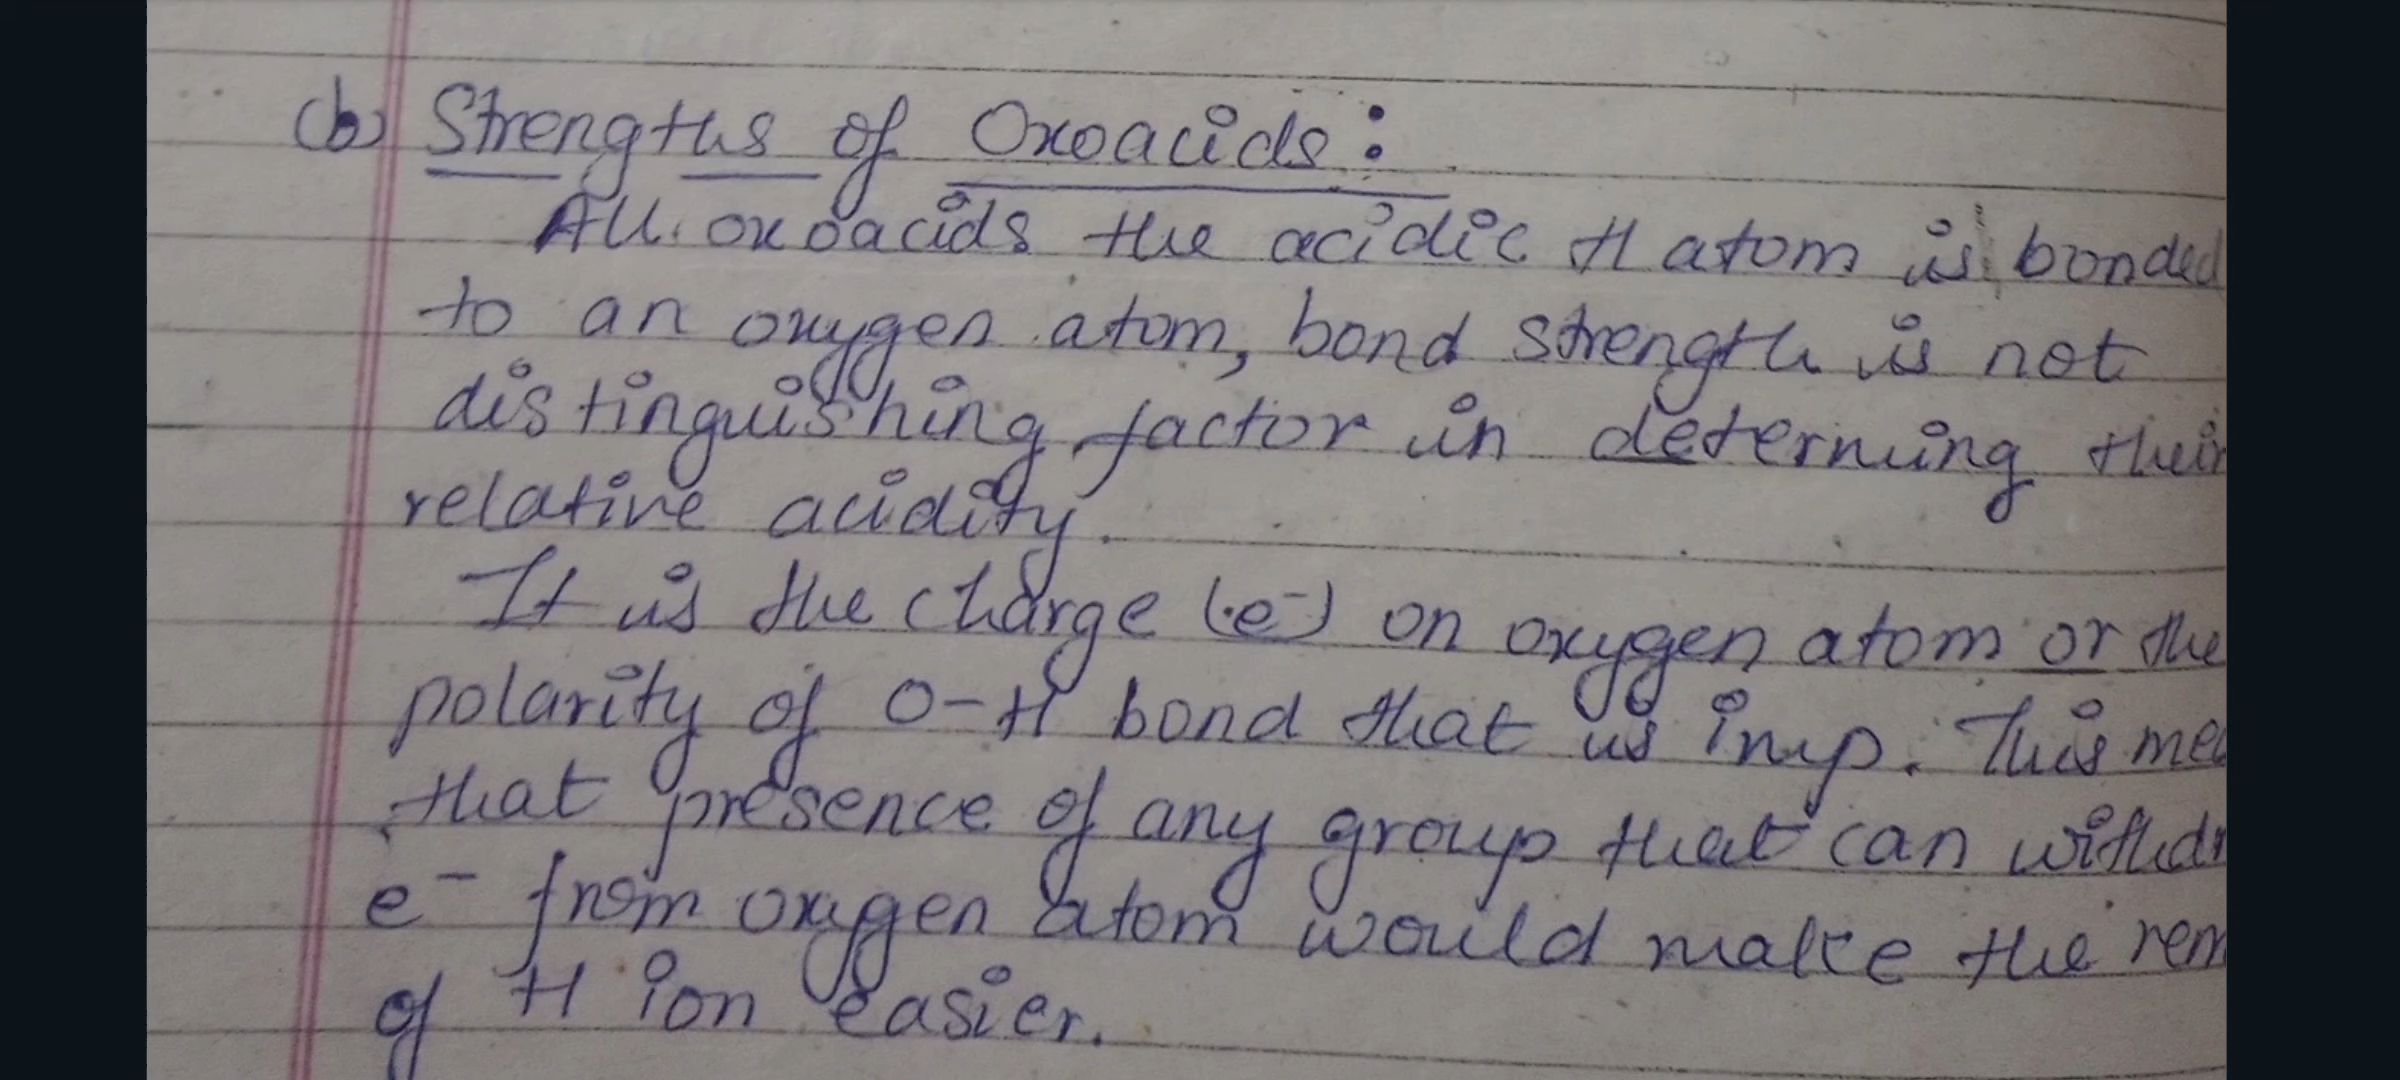 (b) Strengths of Oxoacids:
All oxoacids the acidic H atom is bonded
to an oxygen atom, bond strength is not
distinguishing factor in determing their
relative acidity.
It is the charge (e⁻) on oxygen atom or the
polarity of O-H bond that is imp. This mea
that presence of any group that can withdr
e⁻ from oxygen atom would make the rem
of H ion easier.